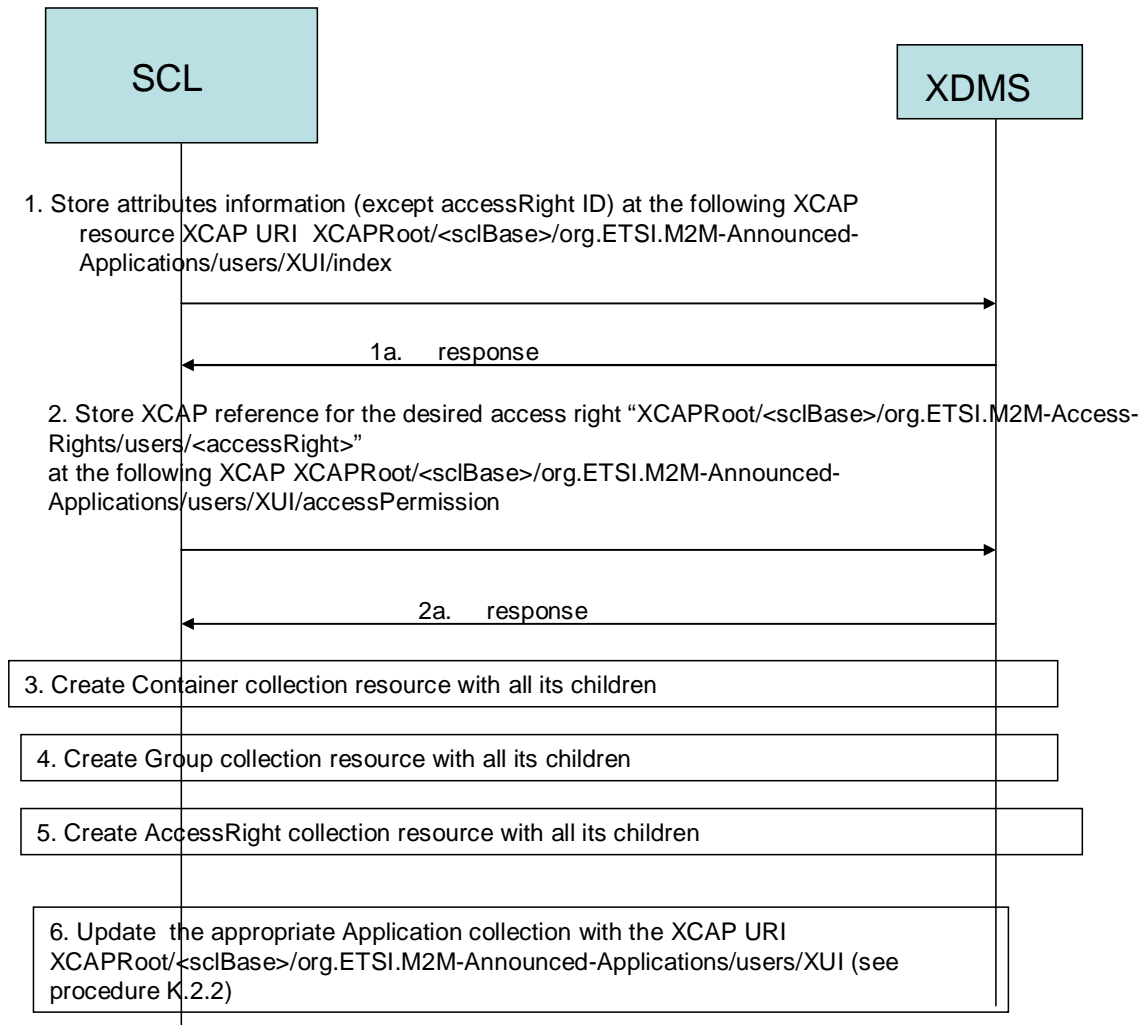 SCL
XDMS
1. Store attributes information (except accessRight ID) at the following XCAP
resource XCAP URI XCAPRoot/<sclBase>/org.ETSI.M2M-Announced-
Applications/users/XUI/index
1a. response
2. Store XCAP reference for the desired access right “XCAPRoot/<sclBase>/org.ETSI.M2M-Access-
Rights/users/<accessRight>”
at the following XCAP XCAPRoot/<sclBase>/org.ETSI.M2M-Announced-
Applications/users/XUI/accessPermission
2a. response
3. Create Container collection resource with all its children
4. Create Group collection resource with all its children
5. Create AccessRight collection resource with all its children
6. Update the appropriate Application collection with the XCAP URI
XCAPRoot/<sclBase>/org.ETSI.M2M-Announced-Applications/users/XUI (see
procedure K.2.2)